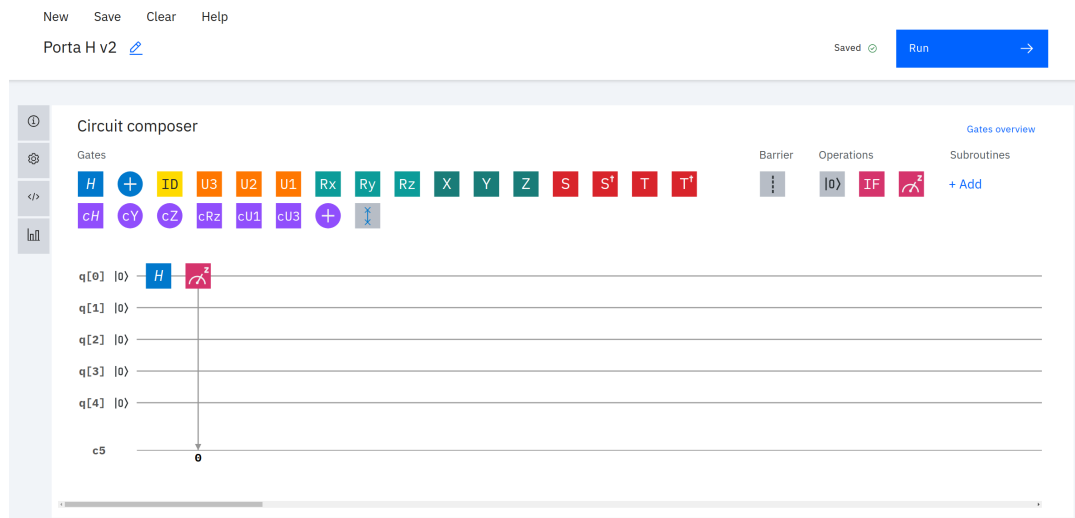 New Save Clear Help
Porta H v2
Saved
Run
Circuit composer
Gates overview
Gates Barrier Operations Subroutines
H + ID U3 U2 U1 Rx Ry Rz X Y Z S S† T T† |0⟩ IF z + Add
cH cY cZ cRz cU1 cU3 +
q[0] |0⟩ H z
q[1] |0⟩
q[2] |0⟩
q[3] |0⟩
q[4] |0⟩
c5
0